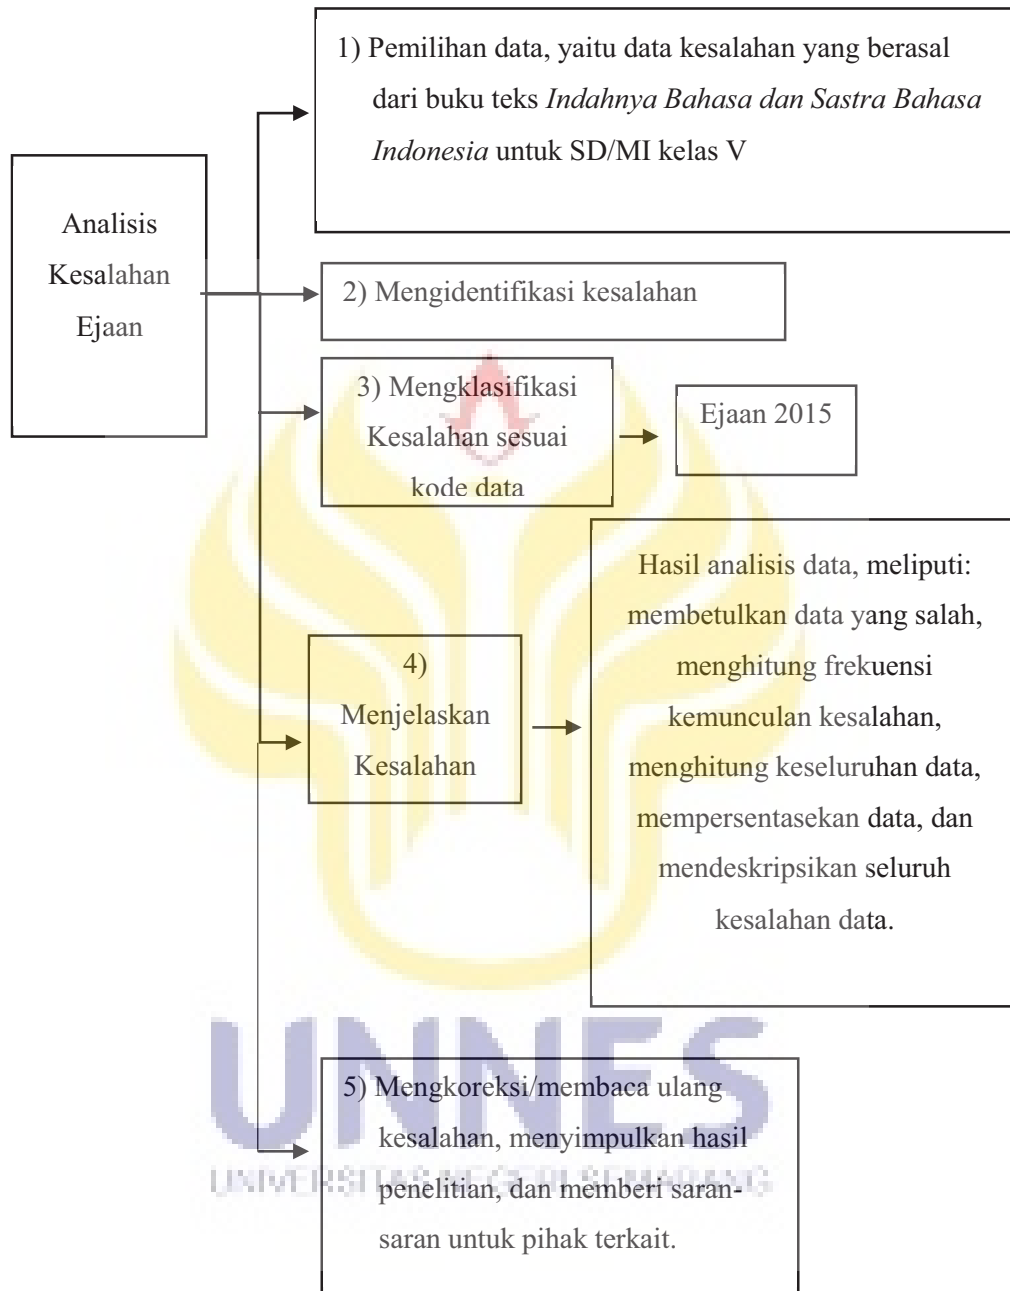 1) Pemilihan data, yaitu data kesalahan yang berasal
dari buku teks Indahnya Bahasa dan Sastra Bahasa
Indonesia untuk SD/MI kelas V
Analisis
Kesalahan
Ejaan
2) Mengidentifikasi kesalahan
3) Mengklasifikasi
Kesalahan sesuai
kode data
Ejaan 2015
4)
Menjelaskan
Kesalahan
Hasil analisis data, meliputi:
membetulkan data yang salah,
menghitung frekuensi
kemunculan kesalahan,
menghitung keseluruhan data,
mempersentasekan data, dan
mendeskripsikan seluruh
kesalahan data.
UNNES
UNIVERSITAS NEGERI SEMARANG
5) Mengkoreksi/membaca ulang
kesalahan, menyimpulkan hasil
penelitian, dan memberi saran-
saran untuk pihak terkait.